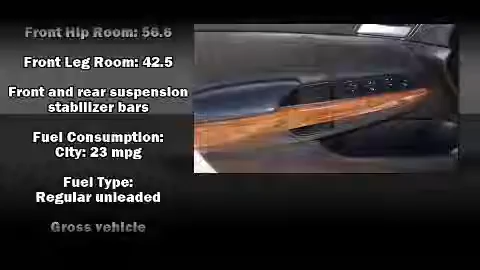 Front Hip Room: 56.6
Front Leg Room: 42.5
Front and rear suspension
stabilizer bars
Fuel Consumption:
City: 23 mpg
Fuel Type:
Regular unleaded
Gross vehicle